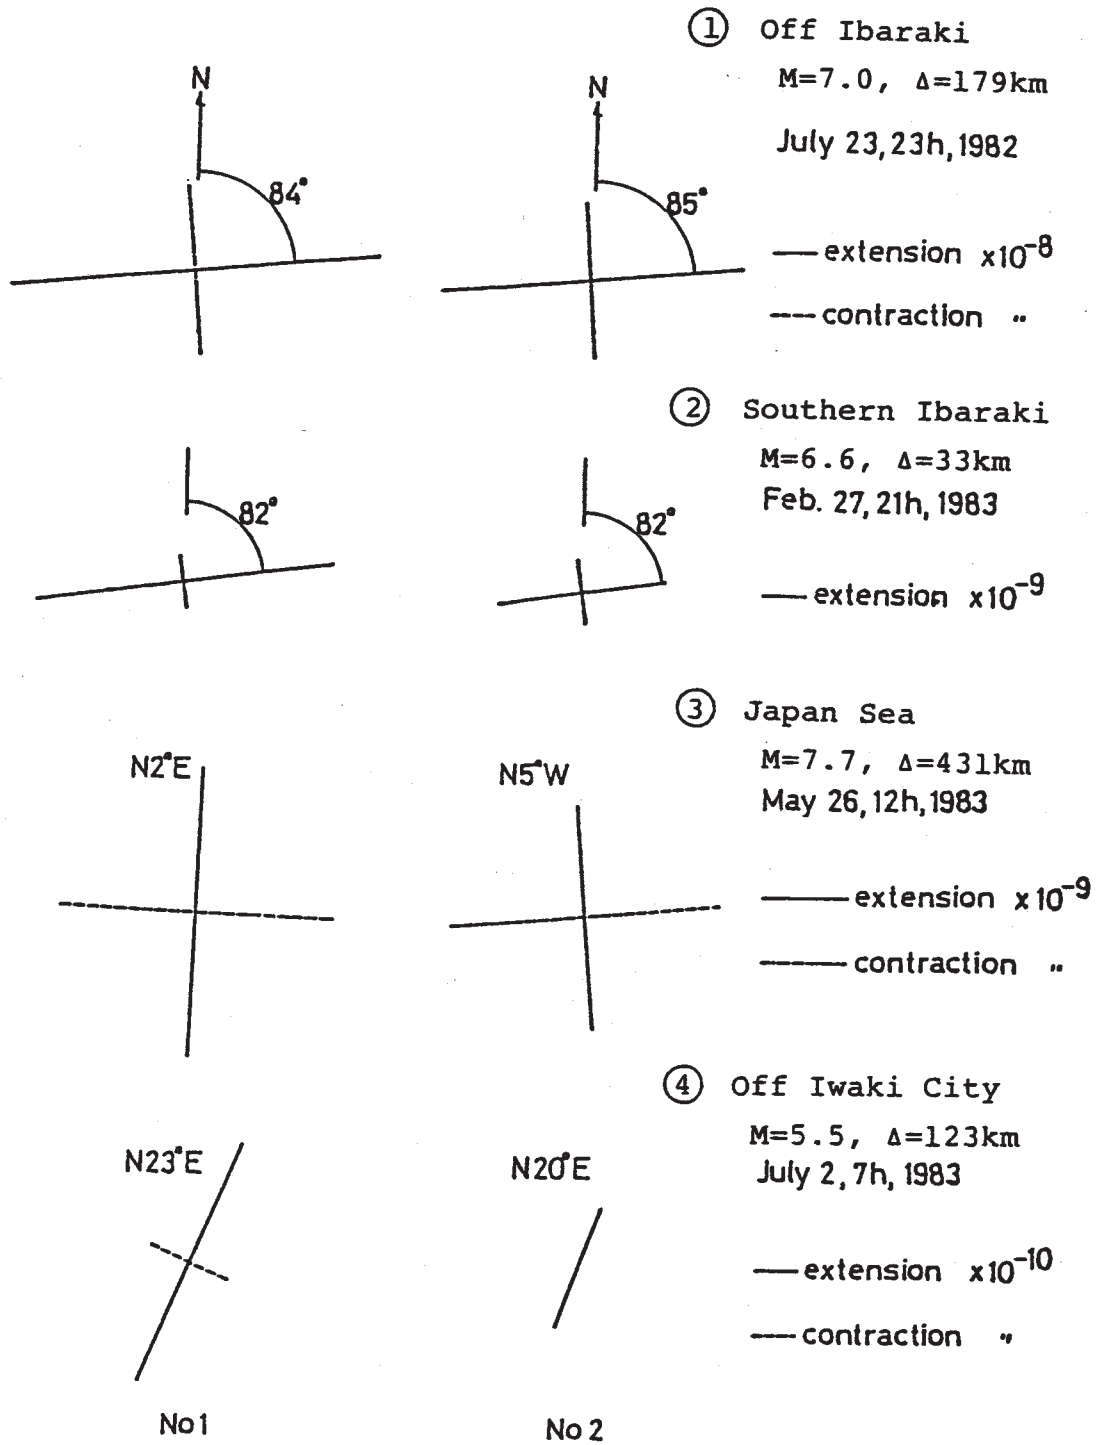 ① Off Ibaraki
M=7.0, Δ=179km
July 23, 23h, 1982
N
N
84°
85°
— extension x10⁻⁸
--- contraction "
② Southern Ibaraki
M=6.6, Δ=33km
Feb. 27, 21h, 1983
82°
82°
— extension x10⁻⁹
③ Japan Sea
M=7.7, Δ=431km
May 26, 12h, 1983
N2°E
N5°W
— extension x10⁻⁹
--- contraction "
④ Off Iwaki City
M=5.5, Δ=123km
July 2, 7h, 1983
N23°E
N20°E
— extension x10⁻¹⁰
--- contraction "
No1
No 2